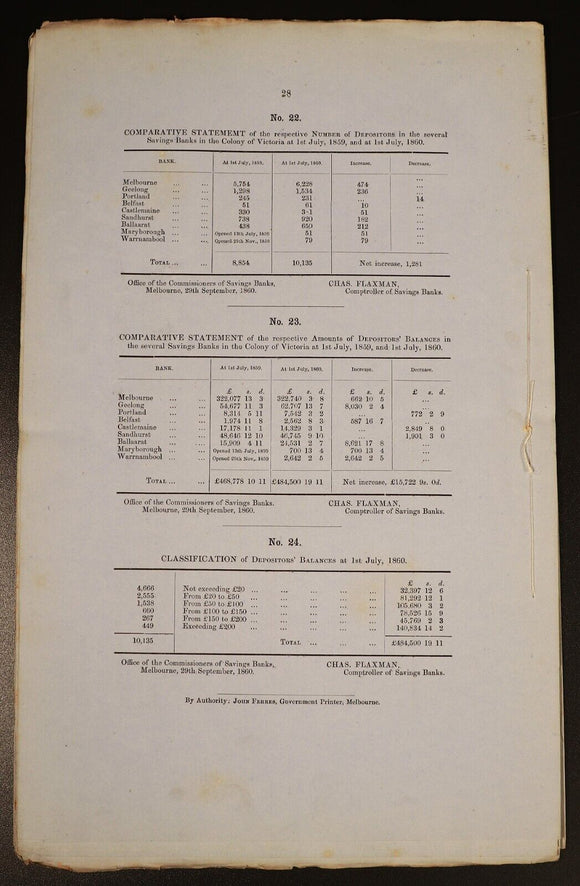 28
No. 22.
COMPARATIVE STATEMEMT of the respective NUMBER of DEPOSITORS in the several
Savings Banks in the Colony of Victoria at 1st July, 1859, and at 1st July, 1860.
BANK. At 1st July, 1859. At 1st July, 1860. Increase. Decrease.
Melbourne ... ... 5,754 6,228 474 ...
Geelong ... ... 1,298 1,534 236 ...
Portland ... ... 245 231 ... 14
Belfast ... ... 51 61 10 ...
Castlemaine ... ... 330 3·1 51 ...
Sandhurst ... ... 738 920 182 ...
Ballaarat ... ... 438 650 212 ...
Maryborough ... ... Opened 13th July, 1859 51 51 ...
Warrnambool ... ... Opened 29th Nov., 1859 79 79 ...
TOTAL ... ... 8,854 10,135 Net increase, 1,281
Office of the Commissioners of Savings Banks, CHAS. FLAXMAN,
Melbourne, 29th September, 1860. Comptroller of Savings Banks.
No. 23.
COMPARATIVE STATEMENT of the respective Amounts of DEPOSITORS' BALANCES in
the several Savings Banks in the Colony of Victoria at 1st July, 1859, and 1st July, 1860.
BANK. At 1st July, 1859. At 1st July, 1860. Increase. Decrease.
£ s. d. £ s. d. £ s. d. £ s. d.
Melbourne ... ... 322,077 13 3 322,740 3 8 662 10 5 ...
Geelong ... ... 54,677 11 3 62,707 13 7 8,030 2 4 ...
Portland ... ... 8,314 5 11 7,542 3 2 ... 772 2 9
Belfast ... ... 1,974 11 8 2,562 8 3 587 16 7 ..
Castlemaine ... ... 17,178 11 1 14,329 3 1 ... 2,849 8 0
Sandhurst ... ... 48,646 12 10 46,745 9 10 ... 1,901 3 0
Ballaarat ... ... 15,909 4 11 24,531 2 7 8,621 17 8 ...
Maryborough ... ... Opened 13th July, 1859 700 13 4 700 13 4 ...
Warrnambool ... ... Opened 29th Nov., 1859 2,642 2 5 2,642 2 5 ...
TOTAL ... ... £468,778 10 11 £484,500 19 11 Net increase, £15,722 9s. 0d.
Office of the Commissioners of Savings Banks. CHAS. FLAXMAN,
Melbourne, 29th September, 1860. Comptroller of Savings Banks.
No. 24.
CLASSIFICATION of DEPOSITORS' BALANCES at 1st July, 1860.
£ s. d.
4,666 Not exceeding £20 ... ... ... ... ... 32,397 12 6
2,555 From £20 to £50 ... ... ... ... 81,292 12 1
1,538 From £50 to £100 ... ... ... ... ... 105,680 3 2
660 From £100 to £150 ... ... ... ... ... 78,526 15 9
267 From £150 to £200 ... ... ... ... ... 45,769 2 3
449 Exceeding £200 ... ... ... ... ... 140,834 14 2
10,135 TOTAL ... ... ... £484,500 19 11
Office of the Commissioners of Savings Banks, CHAS. FLAXMAN,
Melbourne, 29th September, 1860. Comptroller of Savings Banks.
By Authority: JOHN FERRES, Government Printer, Melbourne.